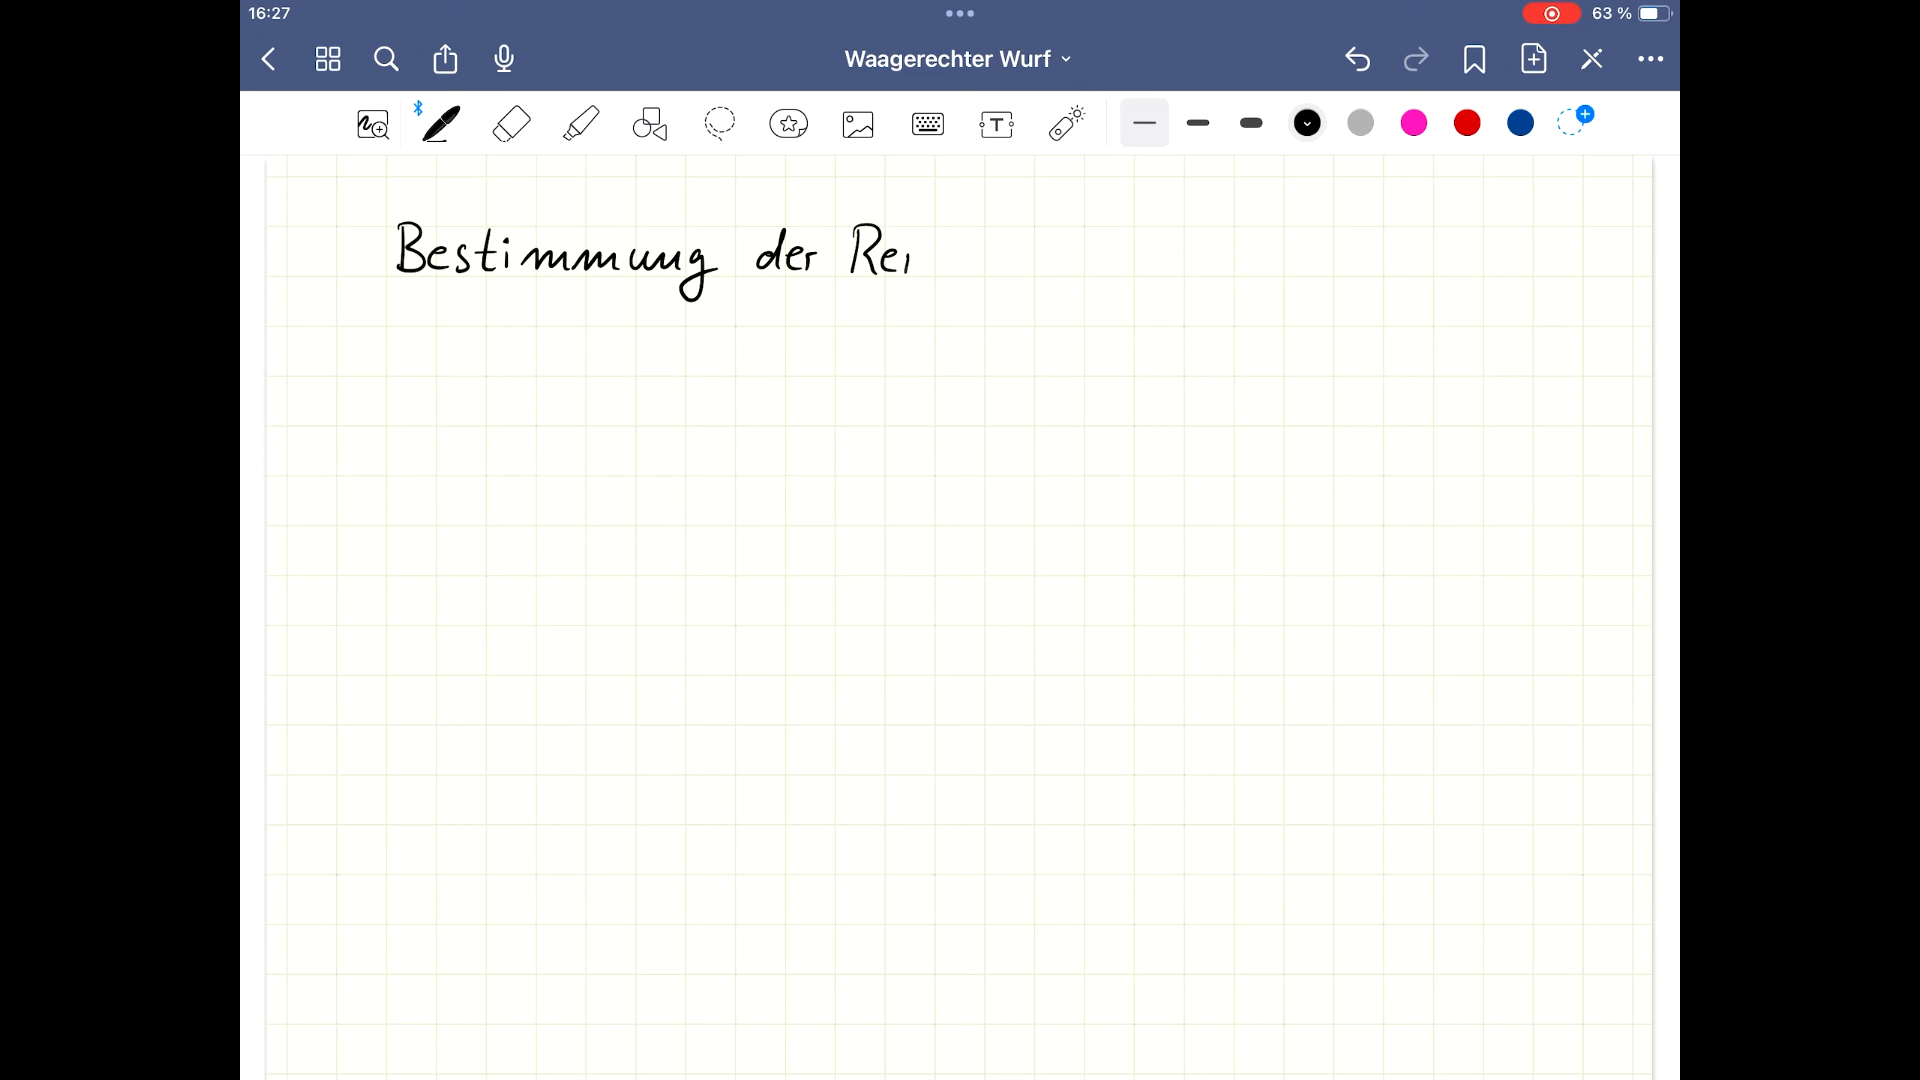 16:27
63 %
Waagerechter Wurf
T
Bestimmung der Rei